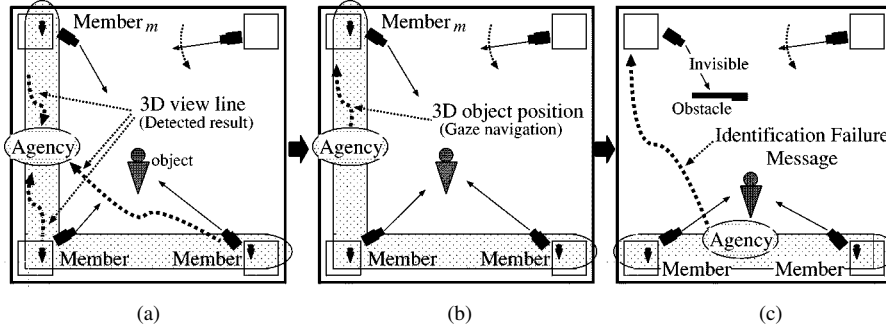 Member m
3D view line
(Detected result)
Agency
object
Member
Member
(a)
Member m
3D object position
(Gaze navigation)
Agency
Member
Member
(b)
Invisible
Obstacle
Identification Failure
Message
Agency
Member
Member
(c)